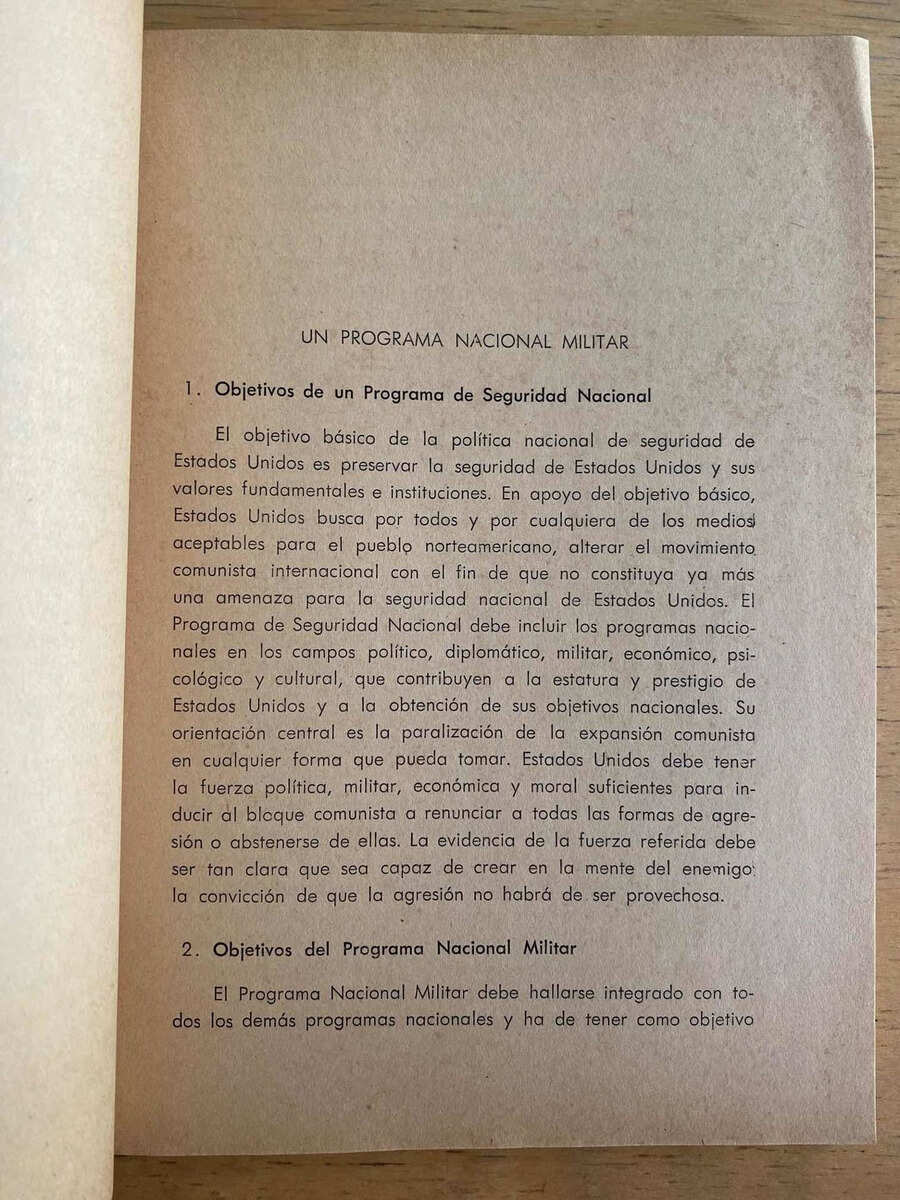 UN PROGRAMA NACIONAL MILITAR
1. Objetivos de un Programa de Seguridad Nacional
El objetivo básico de la política nacional de seguridad de
Estados Unidos es preservar la seguridad de Estados Unidos y sus
valores fundamentales e instituciones. En apoyo del objetivo básico,
Estados Unidos busca por todos y por cualquiera de los medios
aceptables para el pueblo norteamericano, alterar el movimiento
comunista internacional con el fin de que no constituya ya más
una amenaza para la seguridad nacional de Estados Unidos. El
Programa de Seguridad Nacional debe incluir los programas nacio-
nales en los campos político, diplomático, militar, económico, psi-
cológico y cultural, que contribuyen a la estatura y prestigio de
Estados Unidos y a la obtención de sus objetivos nacionales. Su
orientación central es la paralización de la expansión comunista
en cualquier forma que pueda tomar. Estados Unidos debe tener
la fuerza política, militar, económica y moral suficientes para in-
ducir al bloque comunista a renunciar a todas las formas de agre-
sión o abstenerse de ellas. La evidencia de la fuerza referida debe
ser tan clara que sea capaz de crear en la mente del enemigo
la convicción de que la agresión no habrá de ser provechosa.
2. Objetivos del Programa Nacional Militar
El Programa Nacional Militar debe hallarse integrado con to-
dos los demás programas nacionales y ha de tener como objetivo